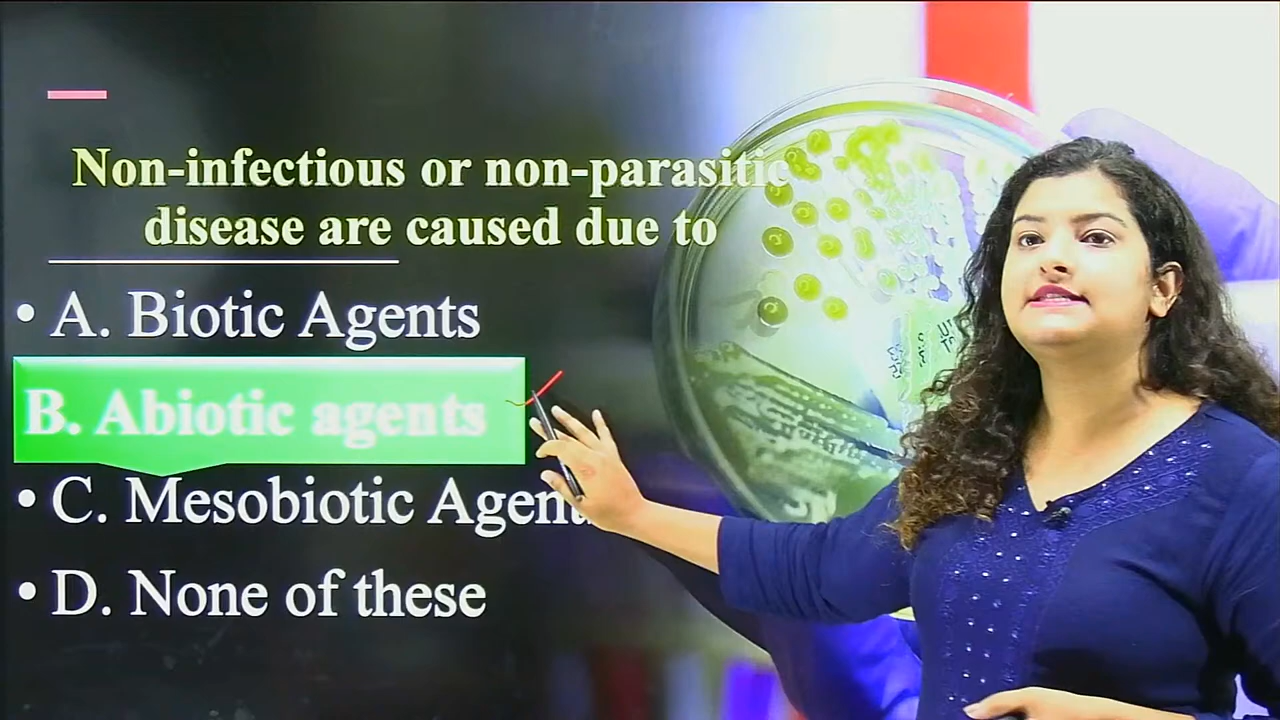 Non-infectious or non-parasitic
disease are caused due to
• A. Biotic Agents
B. Abiotic agents
• C. Mesobiotic
• D. None of these